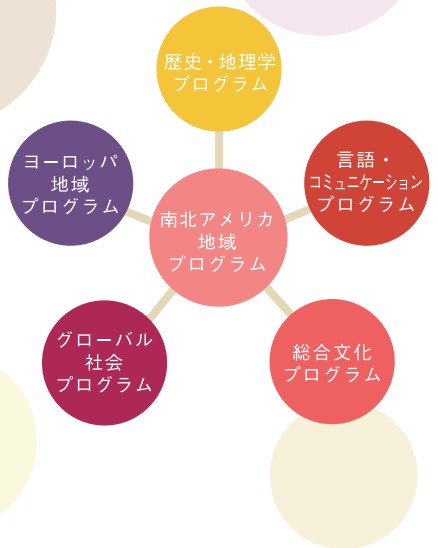 歴史・地理学
プログラム
ヨーロッパ
地域
プログラム
言語・
コミュニケーション
プログラム
南北アメリカ
地域
プログラム
グローバル
社会
プログラム
総合文化
プログラム